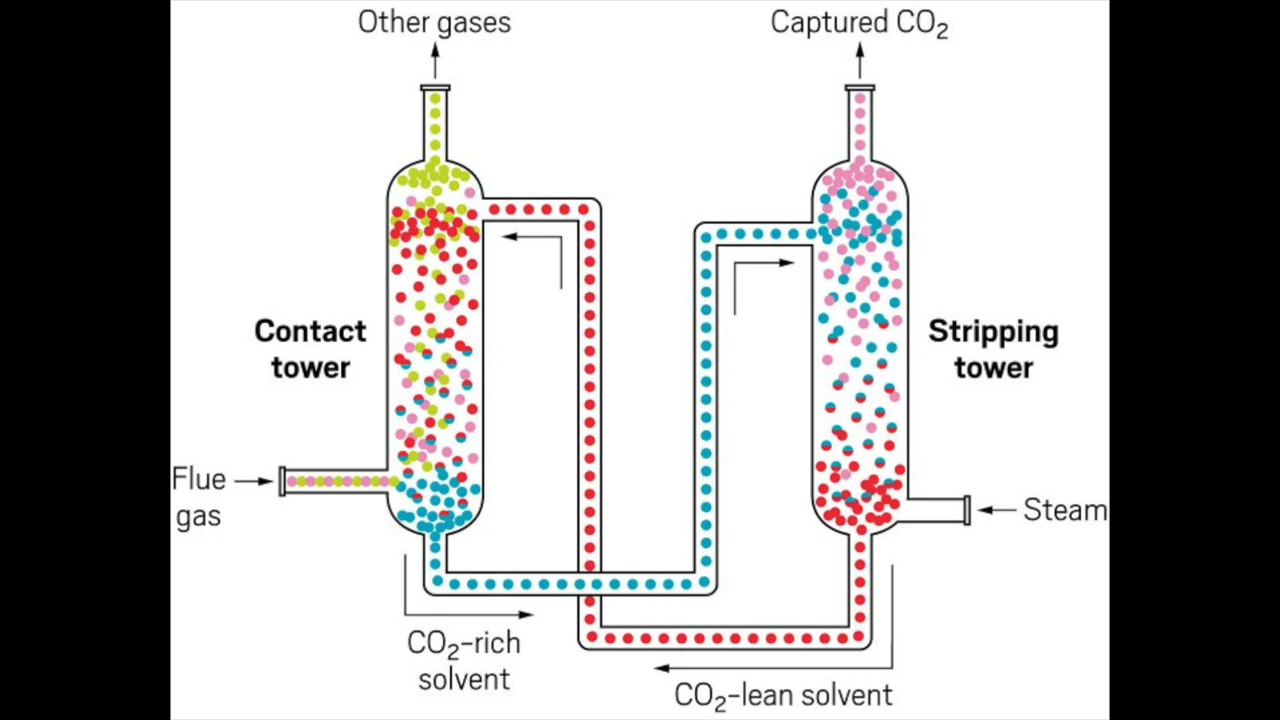 Other gases
Captured CO₂
Contact
tower
Stripping
tower
Flue
gas
Steam
CO₂-rich
solvent
CO₂-lean solvent